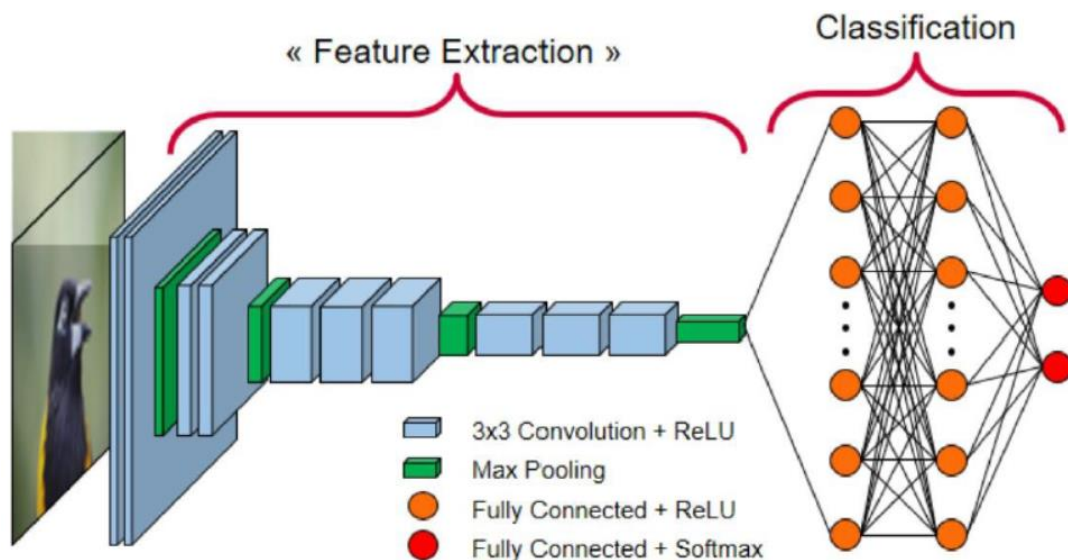 « Feature Extraction »
Classification
3x3 Convolution + ReLU
Max Pooling
Fully Connected + ReLU
Fully Connected + Softmax